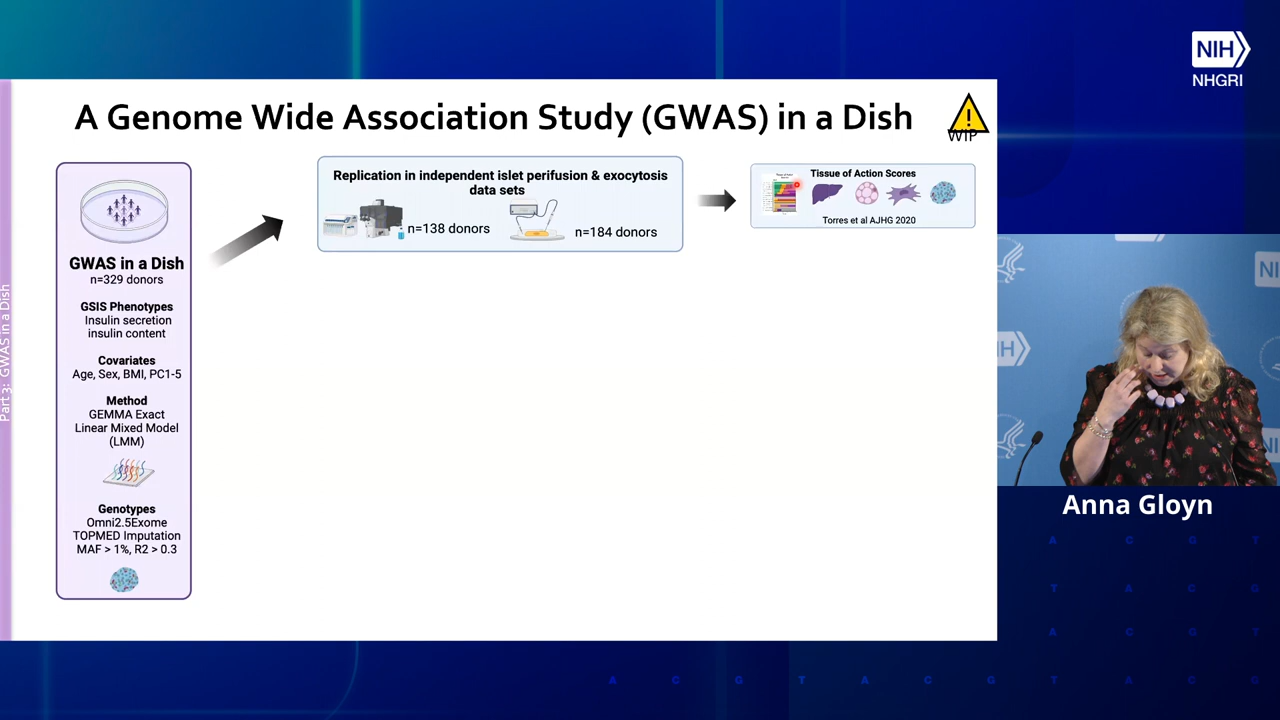 NIH
NHGRI
A Genome Wide Association Study (GWAS) in a Dish
WIP
Part 3: GWAS in a Dish
GWAS in a Dish
n=329 donors
GSIS Phenotypes
Insulin secretion
insulin content
Covariates
Age, Sex, BMI, PC1-5
Method
GEMMA Exact
Linear Mixed Model
(LMM)
Genotypes
Omni2.5Exome
TOPMED Imputation
MAF > 1%, R2 > 0.3
Replication in independent islet perifusion & exocytosis
data sets
n=138 donors
n=184 donors
Tissue of Action Scores
Torres et al AJHG 2020
Anna Gloyn
A C G T
T A C
A C G
A C G T A C G T A C G